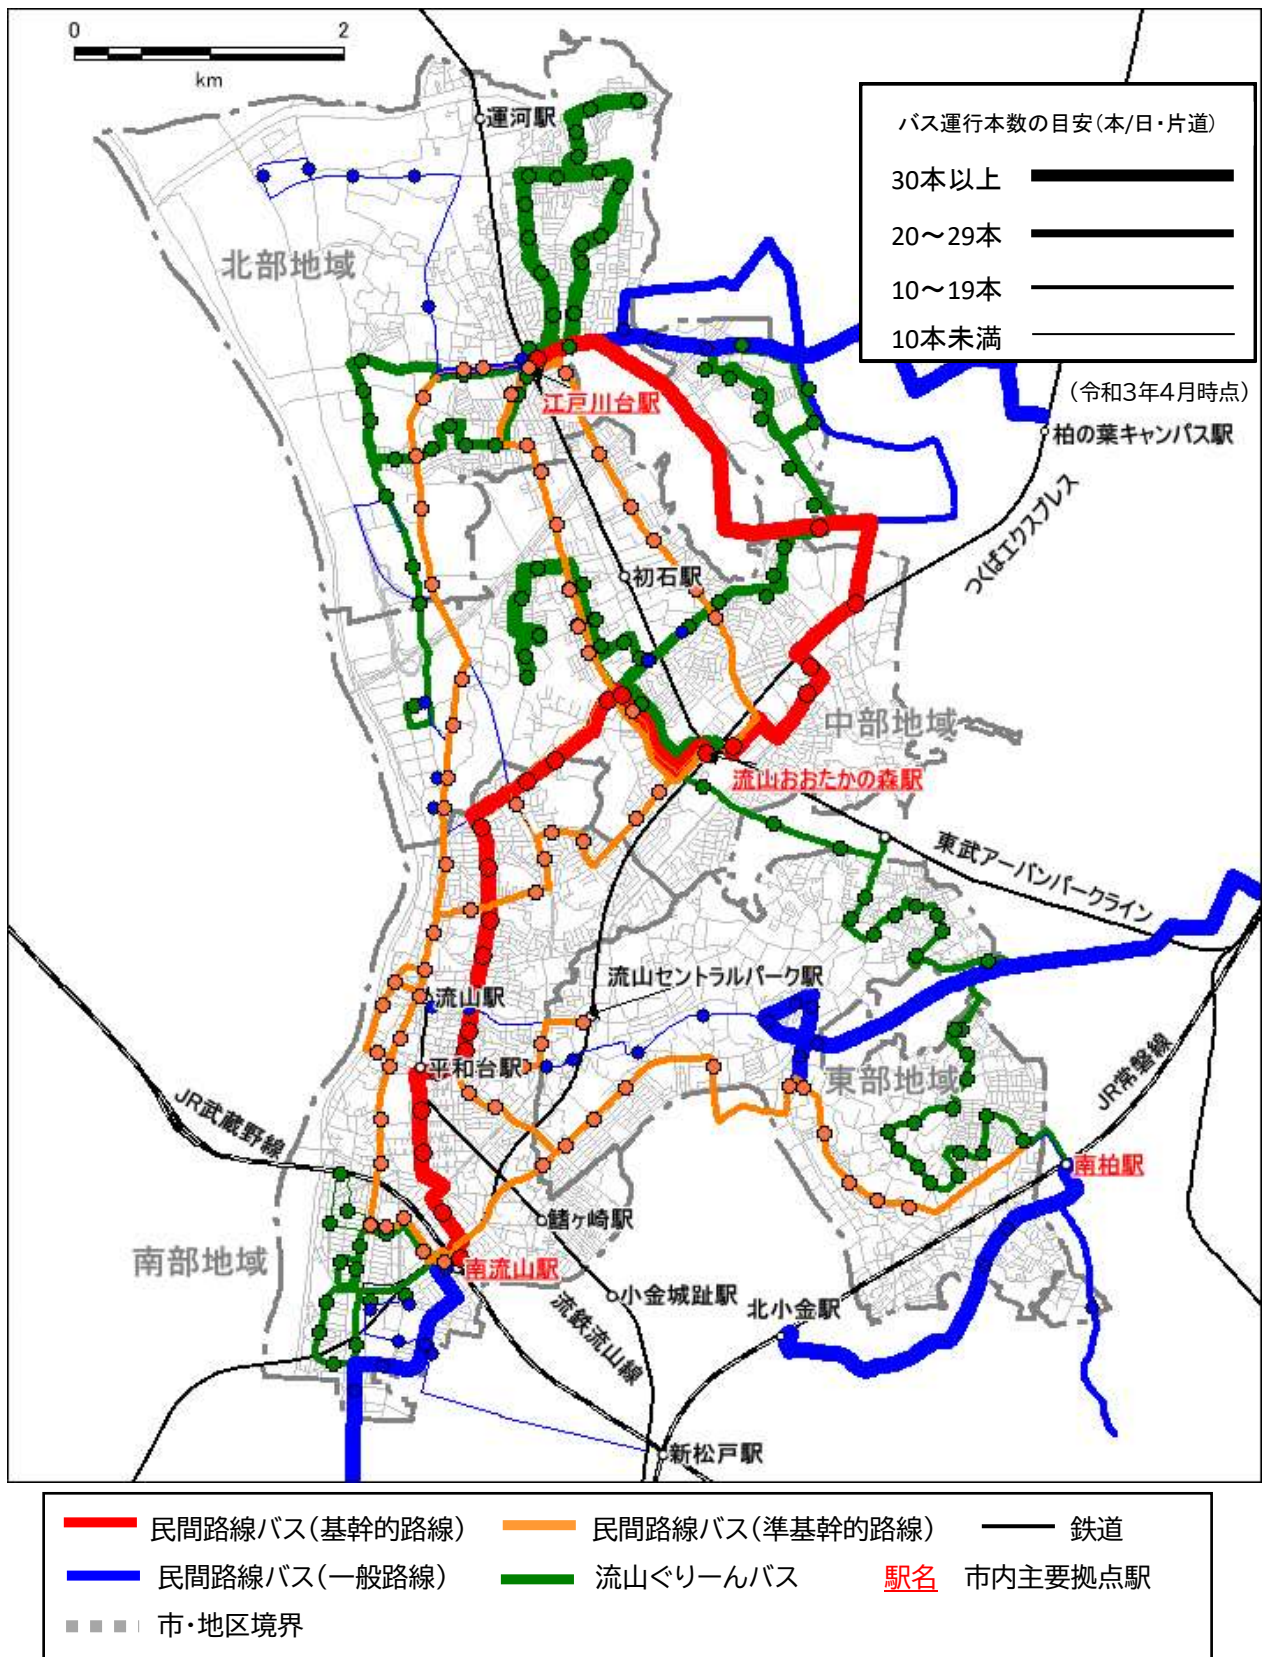 0 2
km
バス運行本数の目安(本/日・片道)
30本以上
20～29本
10～19本
10本未満
(令和3年4月時点)
運河駅
北部地域
江戸川台駅
柏の葉キャンパス駅
つくばエクスプレス
初石駅
中部地域
流山おおたかの森駅
東武アーバンパークライン
流山セントラルパーク駅
流山駅
平和台駅
東部地域
JR常磐線
JR武蔵野線
南柏駅
鰭ヶ崎駅
南部地域
南流山駅
小金城趾駅
流鉄流山線
北小金駅
新松戸駅
民間路線バス(基幹的路線) 民間路線バス(準基幹的路線) 鉄道
民間路線バス(一般路線) 流山ぐりーんバス 駅名 市内主要拠点駅
市・地区境界